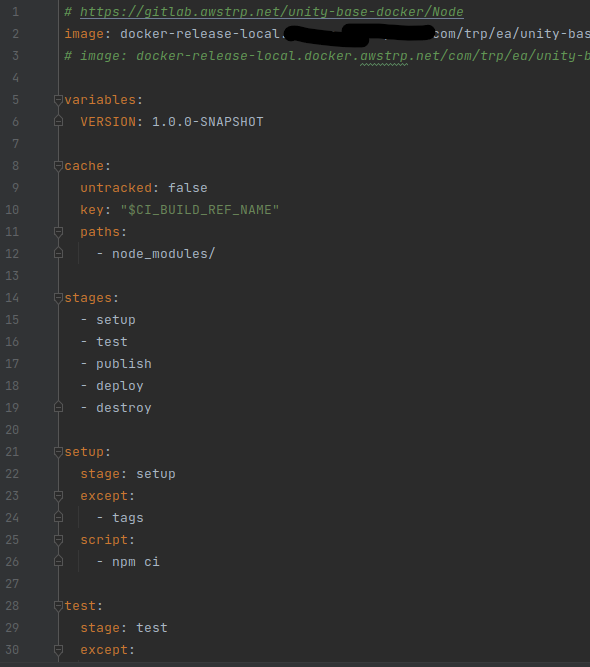 1 # https://gitlab.awstrp.net/unity-base-docker/Node
2 image: docker-release-local. com/trp/ea/unity-bas
3 # image: docker-release-local.docker.awstrp.net/com/trp/ea/unity-b
4
5 variables:
6 VERSION: 1.0.0-SNAPSHOT
7
8 cache:
9 untracked: false
10 key: "$CI_BUILD_REF_NAME"
11 paths:
12 - node_modules/
13
14 stages:
15 - setup
16 - test
17 - publish
18 - deploy
19 - destroy
20
21 setup:
22 stage: setup
23 except:
24 - tags
25 script:
26 - npm ci
27
28 test:
29 stage: test
30 except: